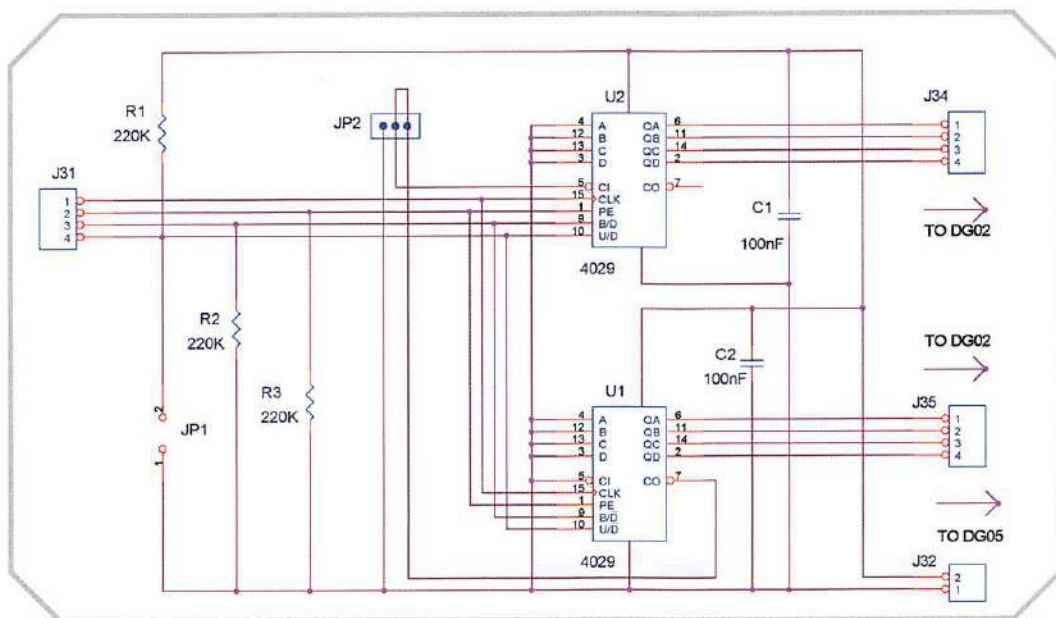 R1
220K
J31
1
2
3
4
JP2
U2
4 A QA 6
12 B QB 11
13 C QC 14
3 D QD 2
5 CI CO 7
15 CLK
1 PE
9 B/D
10 U/D
4029
J34
1
2
3
4
C1
100nF
TO DG02
R2
220K
R3
220K
2
JP1
1
C2
100nF
TO DG02
U1
4 A QA 6
12 B QB 11
13 C QC 14
3 D QD 2
5 CI CO 7
15 CLK
1 PE
9 B/D
10 U/D
4029
J35
1
2
3
4
TO DG05
J32
2
1